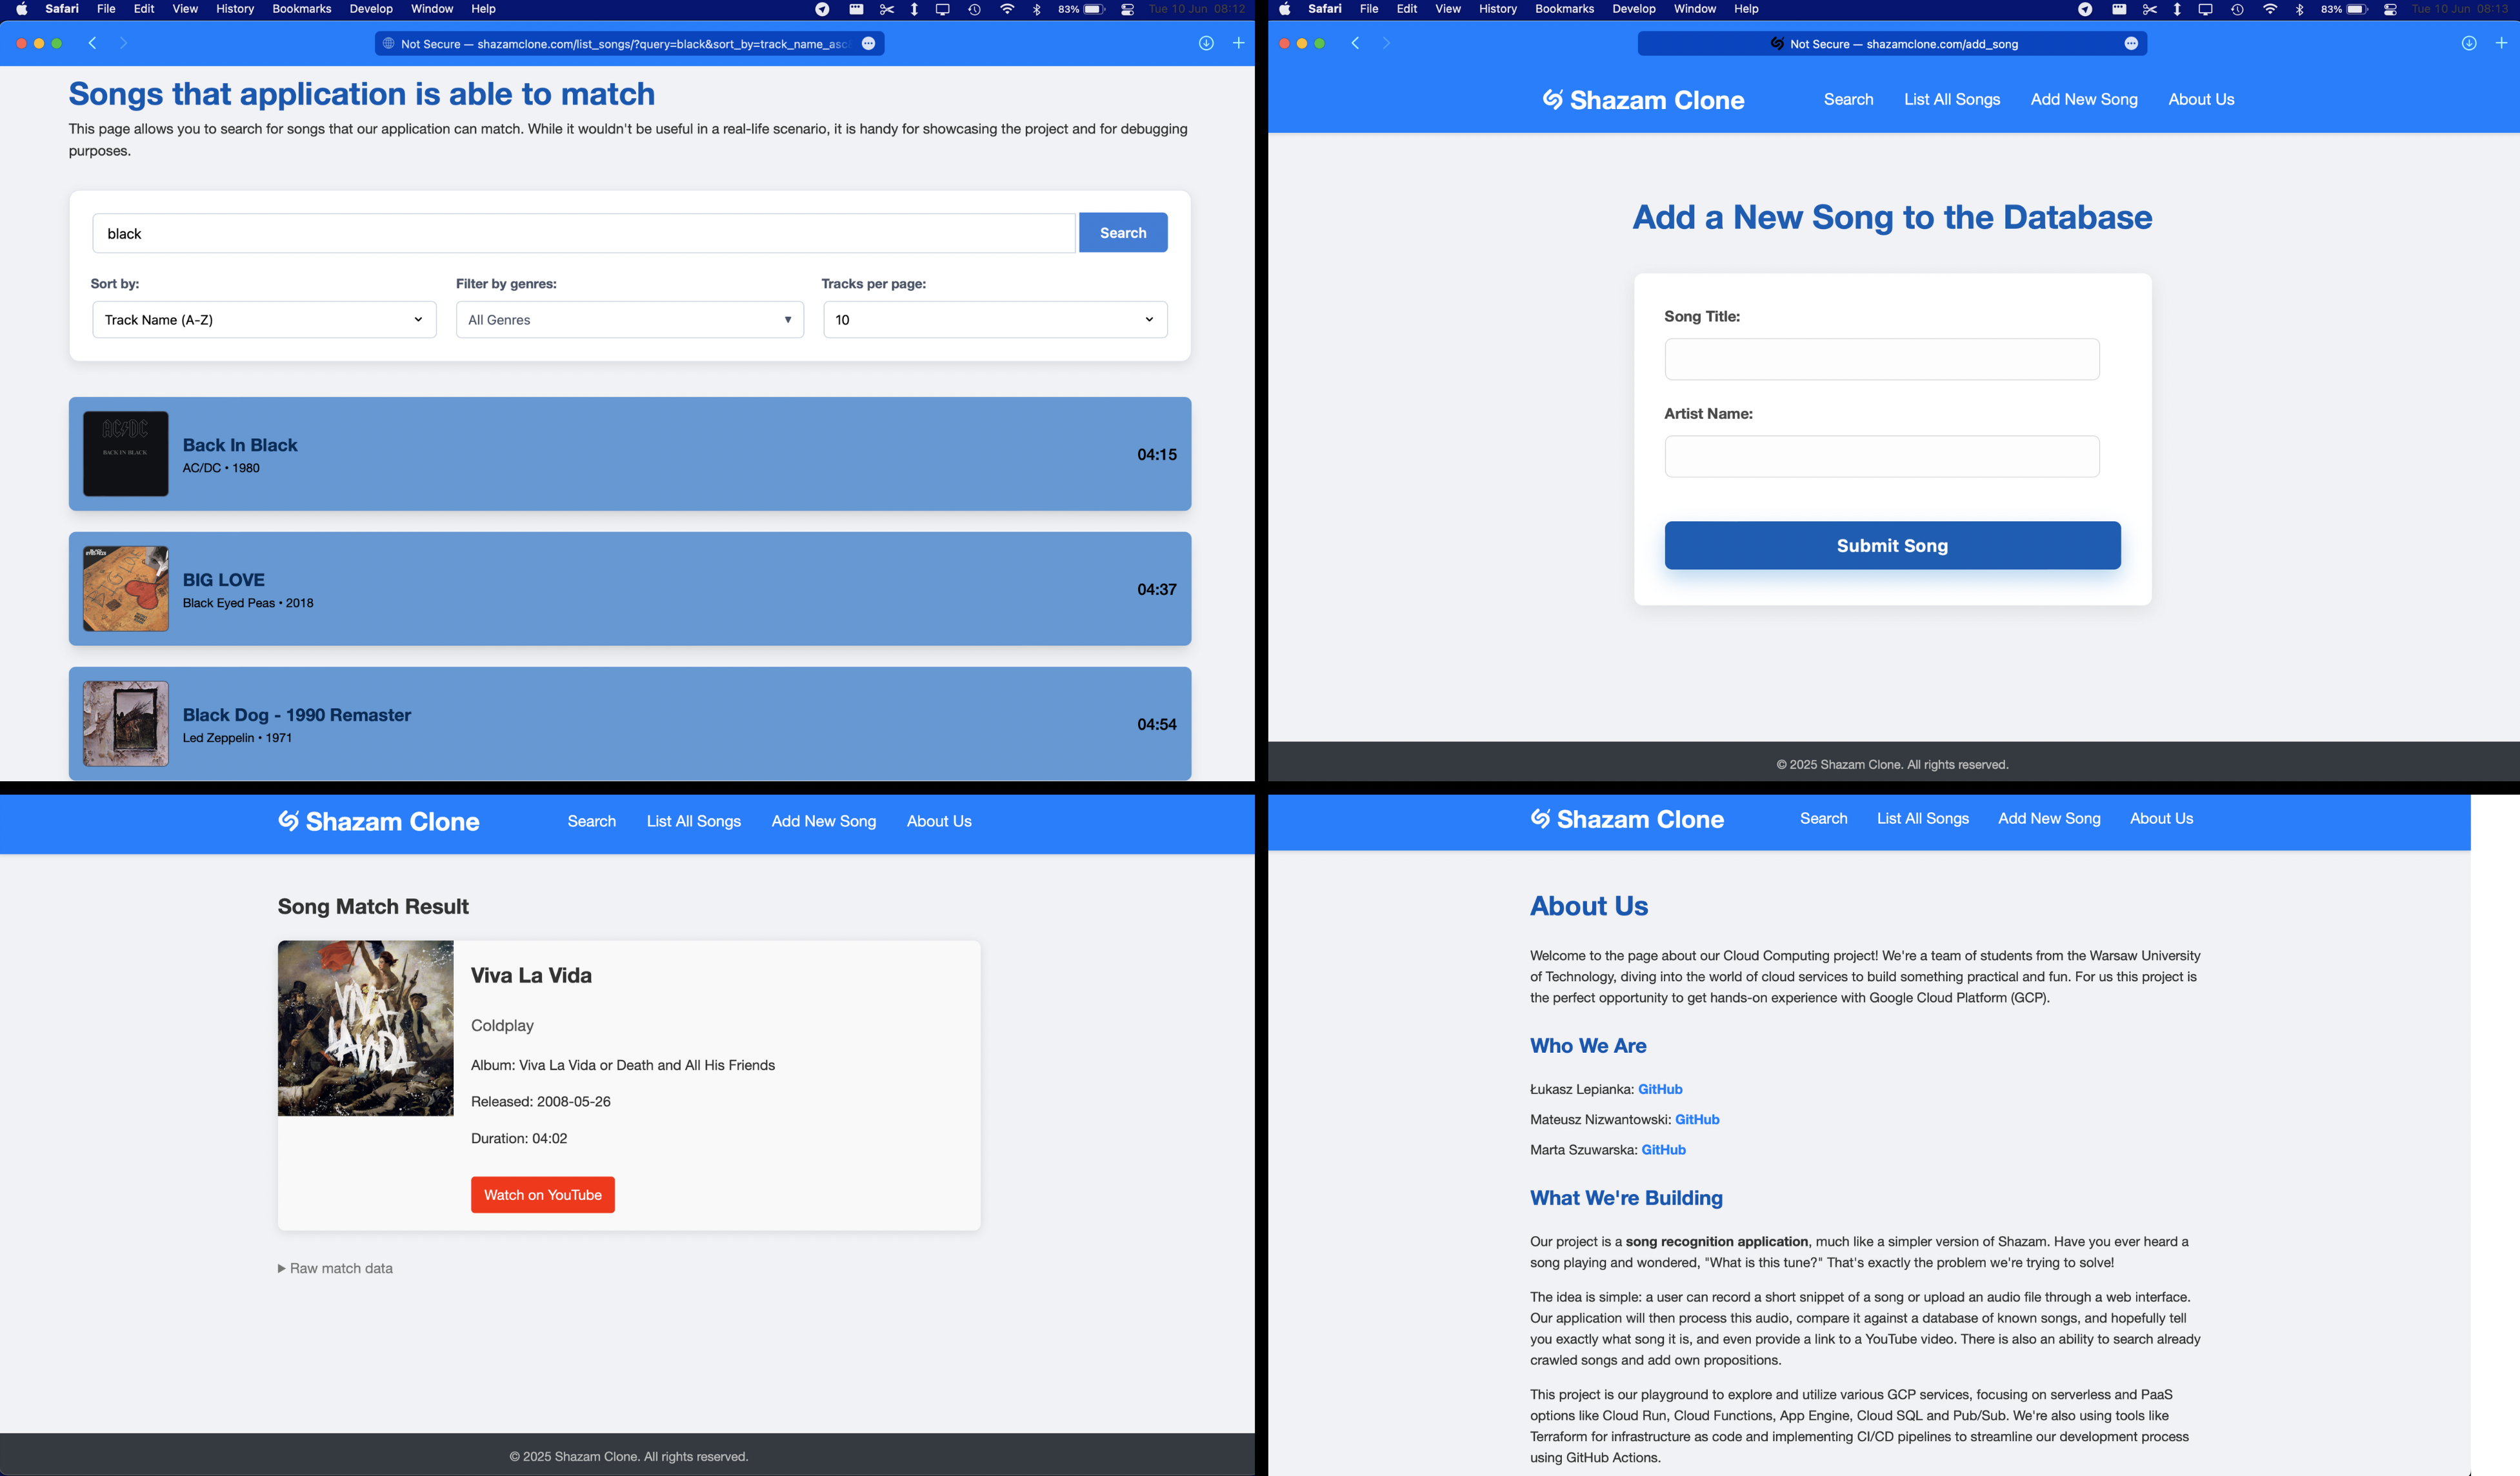 Safari File Edit View History Bookmarks Develop Window Help 83% Tue 10 Jun 08:12
Not Secure — shazamclone.com/list_songs/?query=black&sort_by=track_name_asc
Songs that application is able to match
This page allows you to search for songs that our application can match. While it wouldn't be useful in a real-life scenario, it is handy for showcasing the project and for debugging
purposes.
black
Search
Sort by: Filter by genres: Tracks per page:
Track Name (A-Z) All Genres 10
AC/DC
BACK IN BLACK
Back In Black
AC/DC • 1980
04:15
BIG LOVE
Black Eyed Peas • 2018
04:37
Black Dog - 1990 Remaster
Led Zeppelin • 1971
04:54
Safari File Edit View History Bookmarks Develop Window Help 83% Tue 10 Jun 08:13
Not Secure — shazamclone.com/add_song
Shazam Clone Search List All Songs Add New Song About Us
Add a New Song to the Database
Song Title:
Artist Name:
Submit Song
© 2025 Shazam Clone. All rights reserved.
Shazam Clone Search List All Songs Add New Song About Us
Song Match Result
VIVA
LA VIDA
Viva La Vida
Coldplay
Album: Viva La Vida or Death and All His Friends
Released: 2008-05-26
Duration: 04:02
Watch on YouTube
Raw match data
© 2025 Shazam Clone. All rights reserved.
Shazam Clone Search List All Songs Add New Song About Us
About Us
Welcome to the page about our Cloud Computing project! We're a team of students from the Warsaw University
of Technology, diving into the world of cloud services to build something practical and fun. For us this project is
the perfect opportunity to get hands-on experience with Google Cloud Platform (GCP).
Who We Are
Łukasz Lepianka: GitHub
Mateusz Nizwantowski: GitHub
Marta Szuwarska: GitHub
What We're Building
Our project is a song recognition application, much like a simpler version of Shazam. Have you ever heard a
song playing and wondered, "What is this tune?" That's exactly the problem we're trying to solve!
The idea is simple: a user can record a short snippet of a song or upload an audio file through a web interface.
Our application will then process this audio, compare it against a database of known songs, and hopefully tell
you exactly what song it is, and even provide a link to a YouTube video. There is also an ability to search already
crawled songs and add own propositions.
This project is our playground to explore and utilize various GCP services, focusing on serverless and PaaS
options like Cloud Run, Cloud Functions, App Engine, Cloud SQL and Pub/Sub. We're also using tools like
Terraform for infrastructure as code and implementing CI/CD pipelines to streamline our development process
using GitHub Actions.